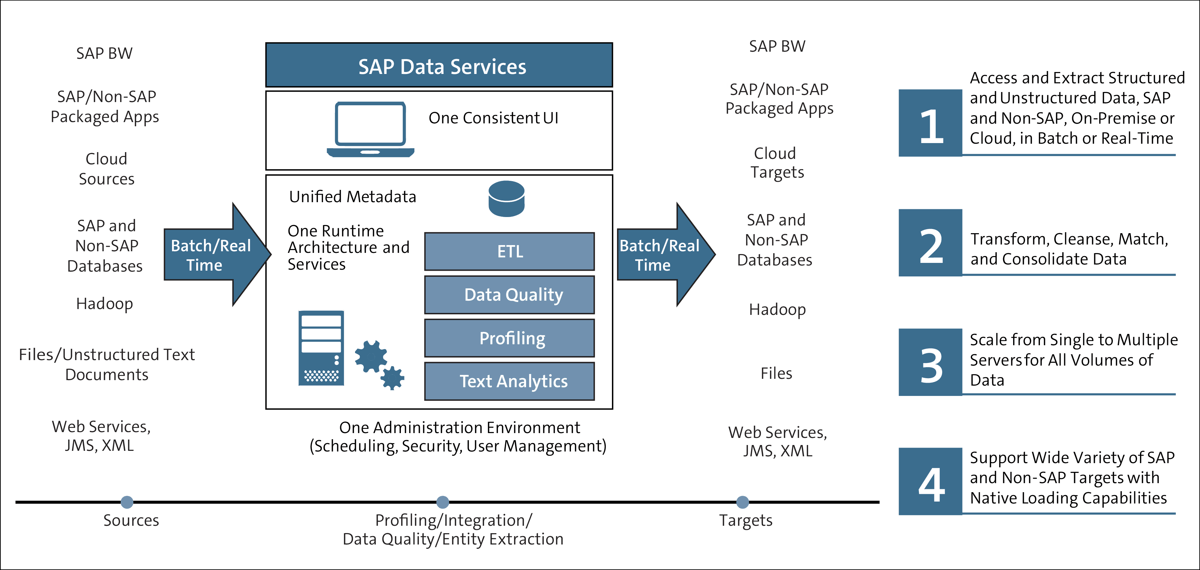 SAP BW
SAP/Non-SAP
Packaged Apps
Cloud
Sources
SAP and
Non-SAP
Databases
Hadoop
Files/Unstructured Text
Documents
Web Services,
JMS, XML
Batch/Real
Time
SAP Data Services
One Consistent UI
Unified Metadata
One Runtime
Architecture and
Services
ETL
Data Quality
Profiling
Text Analytics
One Administration Environment
(Scheduling, Security, User Management)
Batch/Real
Time
SAP BW
SAP/Non-SAP
Packaged Apps
Cloud
Targets
SAP and
Non-SAP
Databases
Hadoop
Files
Web Services,
JMS, XML
Sources
Profiling/Integration/
Data Quality/Entity Extraction
Targets
1
Access and Extract Structured
and Unstructured Data, SAP
and Non-SAP, On-Premise or
Cloud, in Batch or Real-Time
2
Transform, Cleanse, Match,
and Consolidate Data
3
Scale from Single to Multiple
Servers for All Volumes of
Data
4
Support Wide Variety of SAP
and Non-SAP Targets with
Native Loading Capabilities